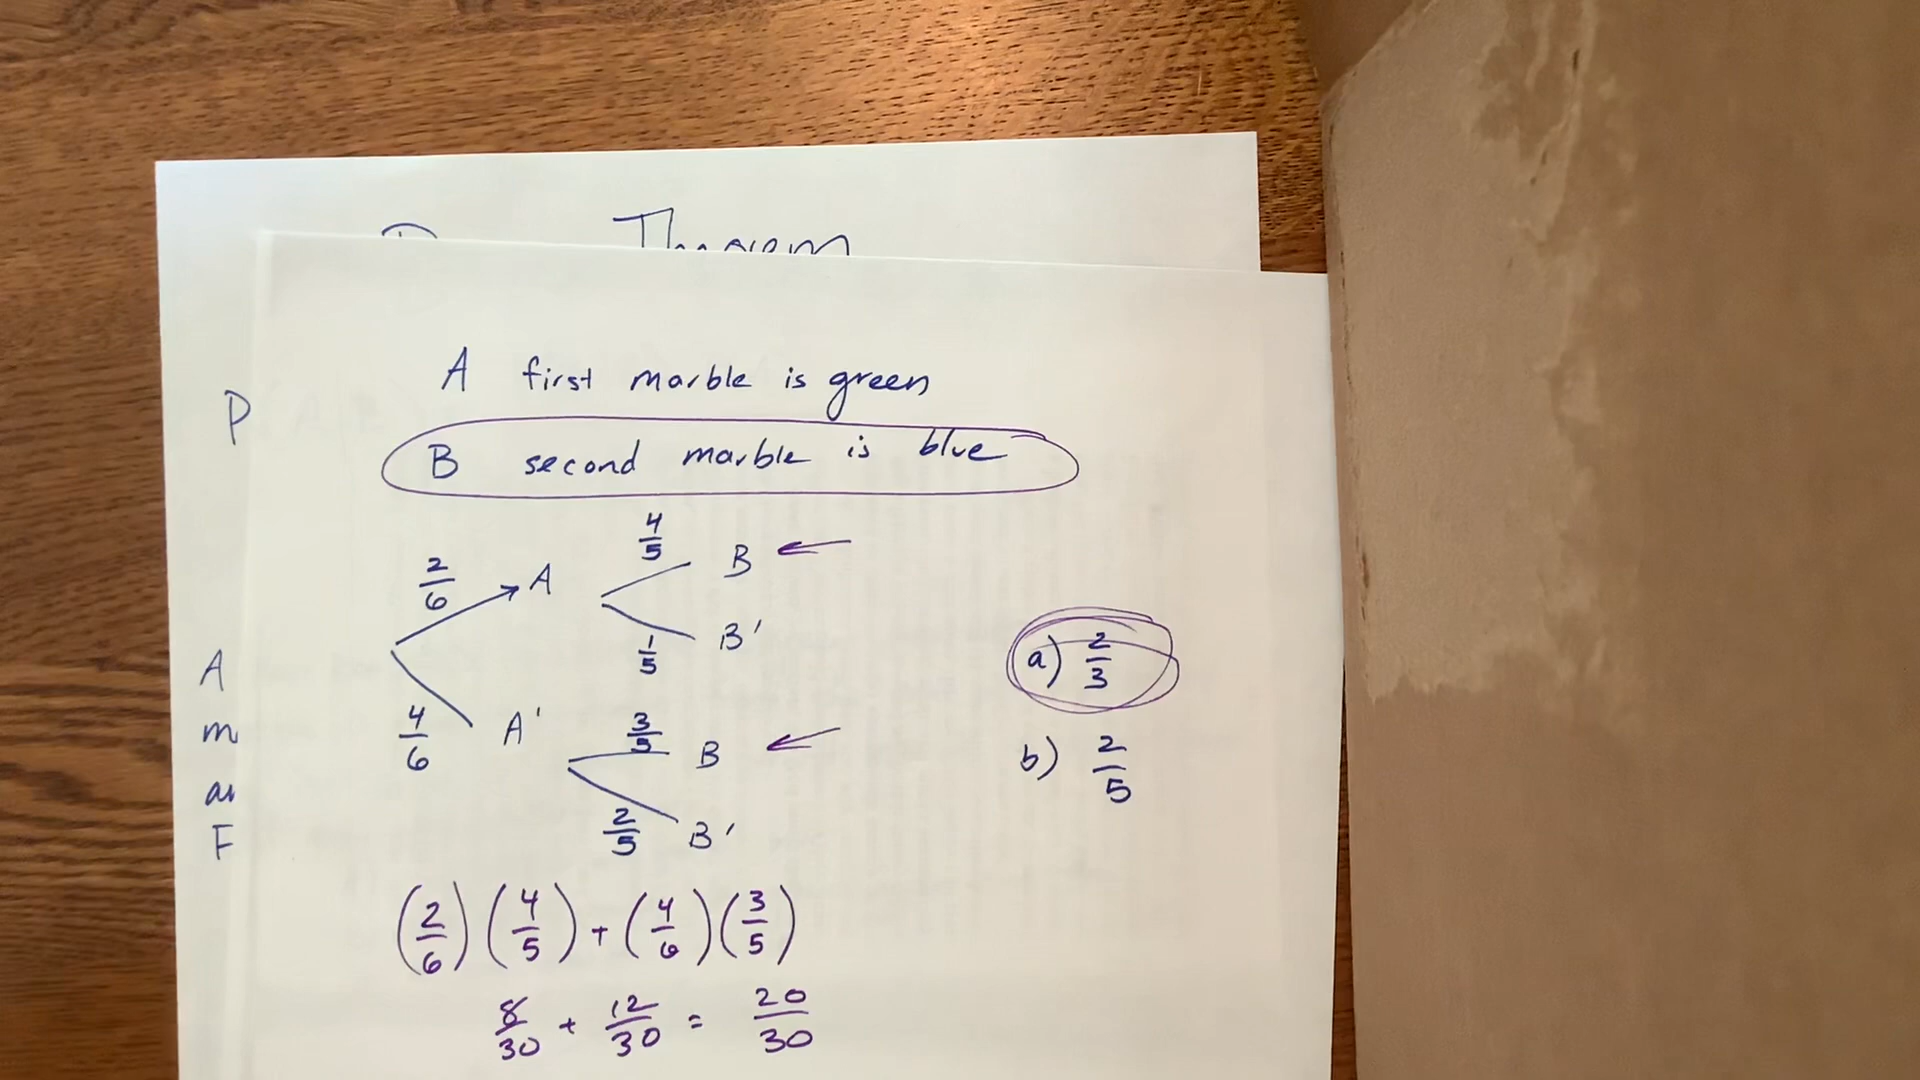 Theorem
A first marble is green
P
B second marble is blue
4/5
2/6 A B
1/5 B'
a) 2/3
A
4/6 A' 3/5 B
m
b) 2/5
2/5 B'
F
(2/6)(4/5) + (4/6)(3/5)
8/30 + 12/30 = 20/30